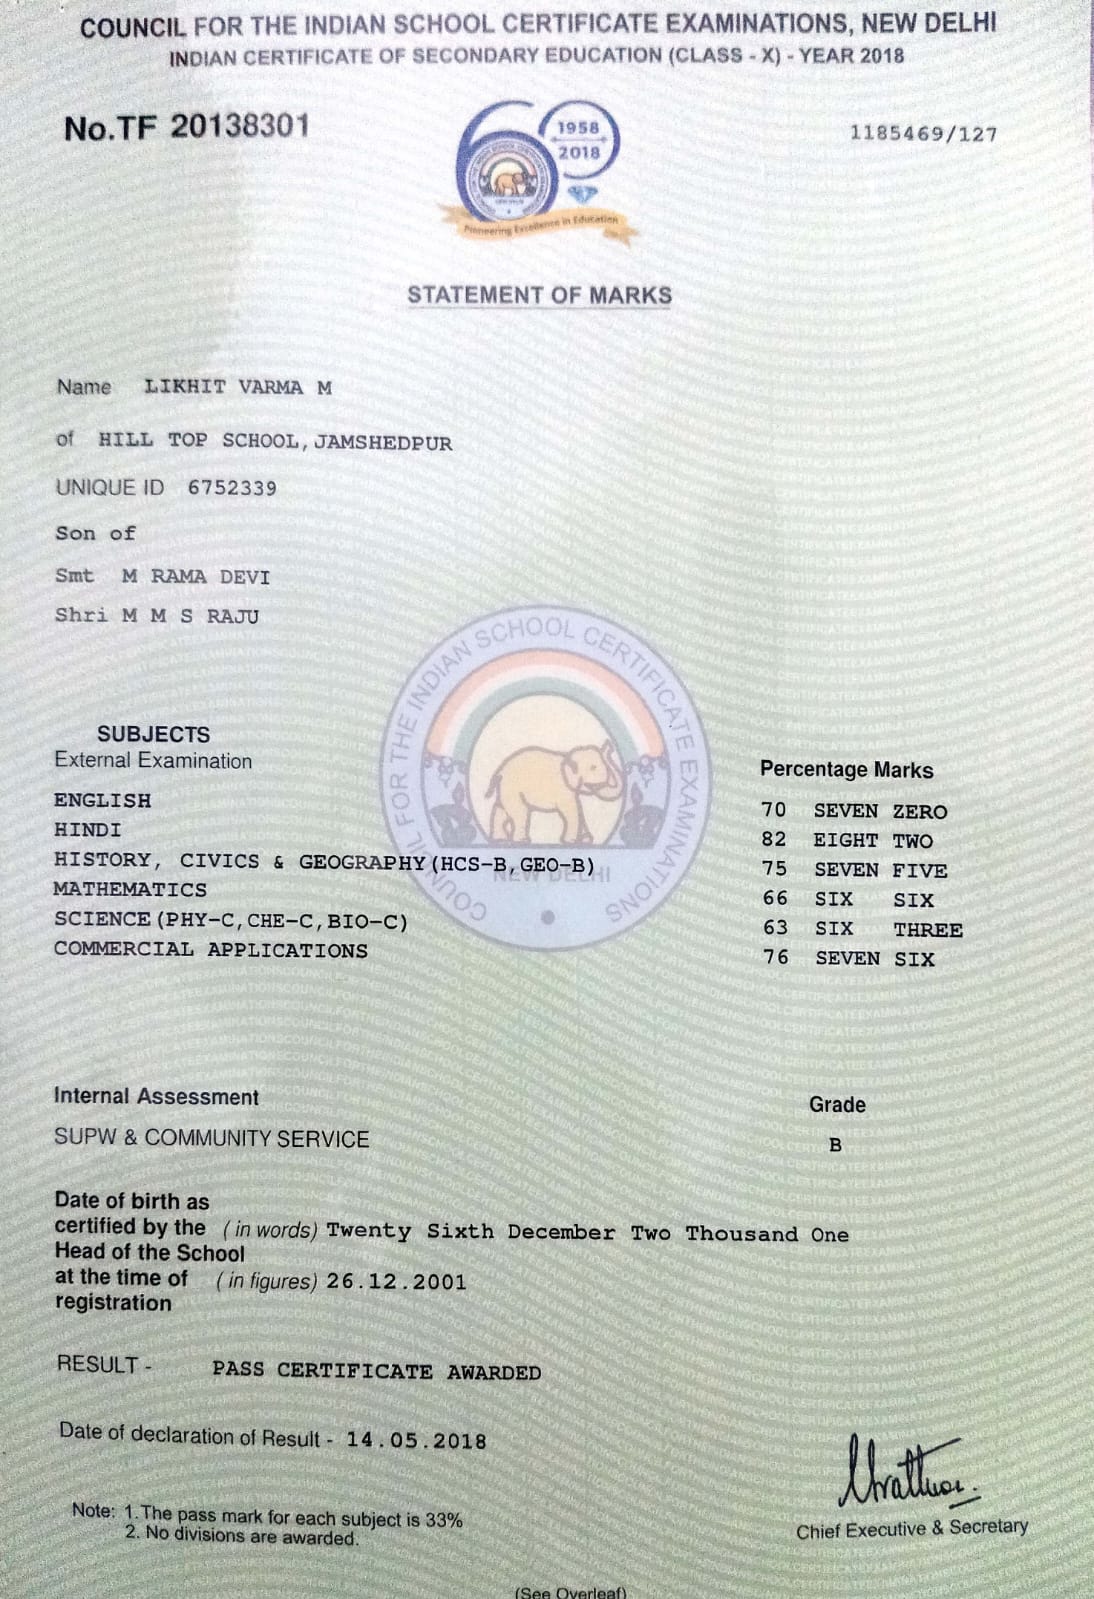 COUNCIL FOR THE INDIAN SCHOOL CERTIFICATE EXAMINATIONS, NEW DELHI
INDIAN CERTIFICATE OF SECONDARY EDUCATION (CLASS - X) - YEAR 2018
No.TF 20138301
1185469/127
1958
2018
Pioneering Excellence in Education
STATEMENT OF MARKS
Name LIKHIT VARMA M
of HILL TOP SCHOOL, JAMSHEDPUR
UNIQUE ID 6752339
Son of
Smt M RAMA DEVI
Shri M M S RAJU
COUNCIL FOR THE INDIAN SCHOOL CERTIFICATE EXAMINATIONS
NEW DELHI
SUBJECTS
External Examination
Percentage Marks
ENGLISH 70 SEVEN ZERO
HINDI 82 EIGHT TWO
HISTORY, CIVICS & GEOGRAPHY(HCS-B,GEO-B) 75 SEVEN FIVE
MATHEMATICS 66 SIX SIX
SCIENCE(PHY-C,CHE-C,BIO-C) 63 SIX THREE
COMMERCIAL APPLICATIONS 76 SEVEN SIX
Internal Assessment Grade
SUPW & COMMUNITY SERVICE B
Date of birth as
certified by the (in words) Twenty Sixth December Two Thousand One
Head of the School
at the time of (in figures) 26.12.2001
registration
RESULT - PASS CERTIFICATE AWARDED
Date of declaration of Result - 14.05.2018
Note: 1. The pass mark for each subject is 33%
2. No divisions are awarded.
Chief Executive & Secretary
(See Overleaf)